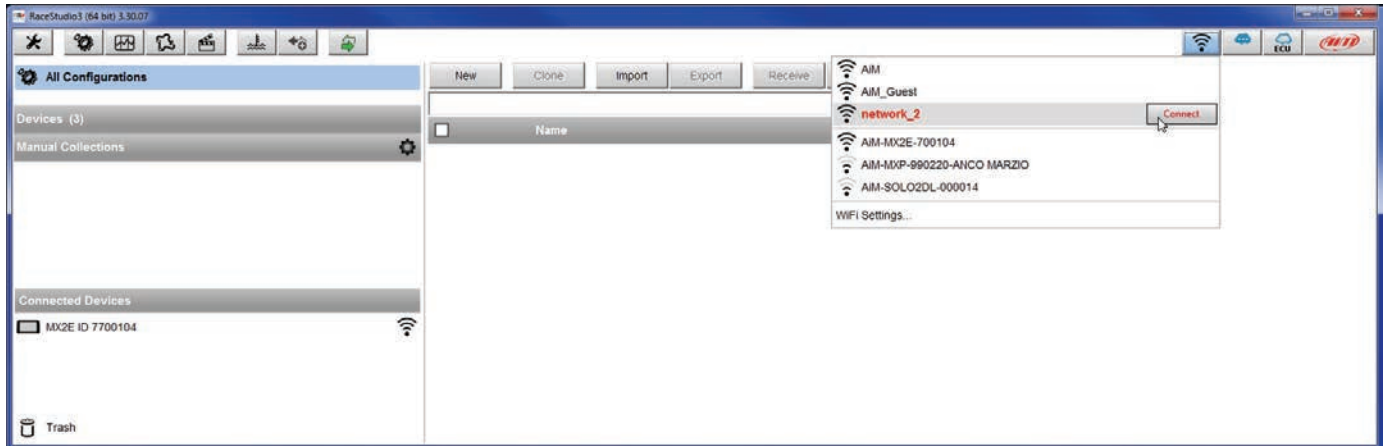 RaceStudio3 (64 bit) 3.30.07
ECU
AiM
All Configurations
New Clone Import Export Receive
Devices (3)
Name
Manual Collections
AiM
AiM_Guest
network_2 Connect
AiM-MX2E-700104
AiM-MXP-990220-ANCO MARZIO
AiM-SOLO2DL-000014
WiFi Settings...
Connected Devices
MX2E ID 7700104
Trash